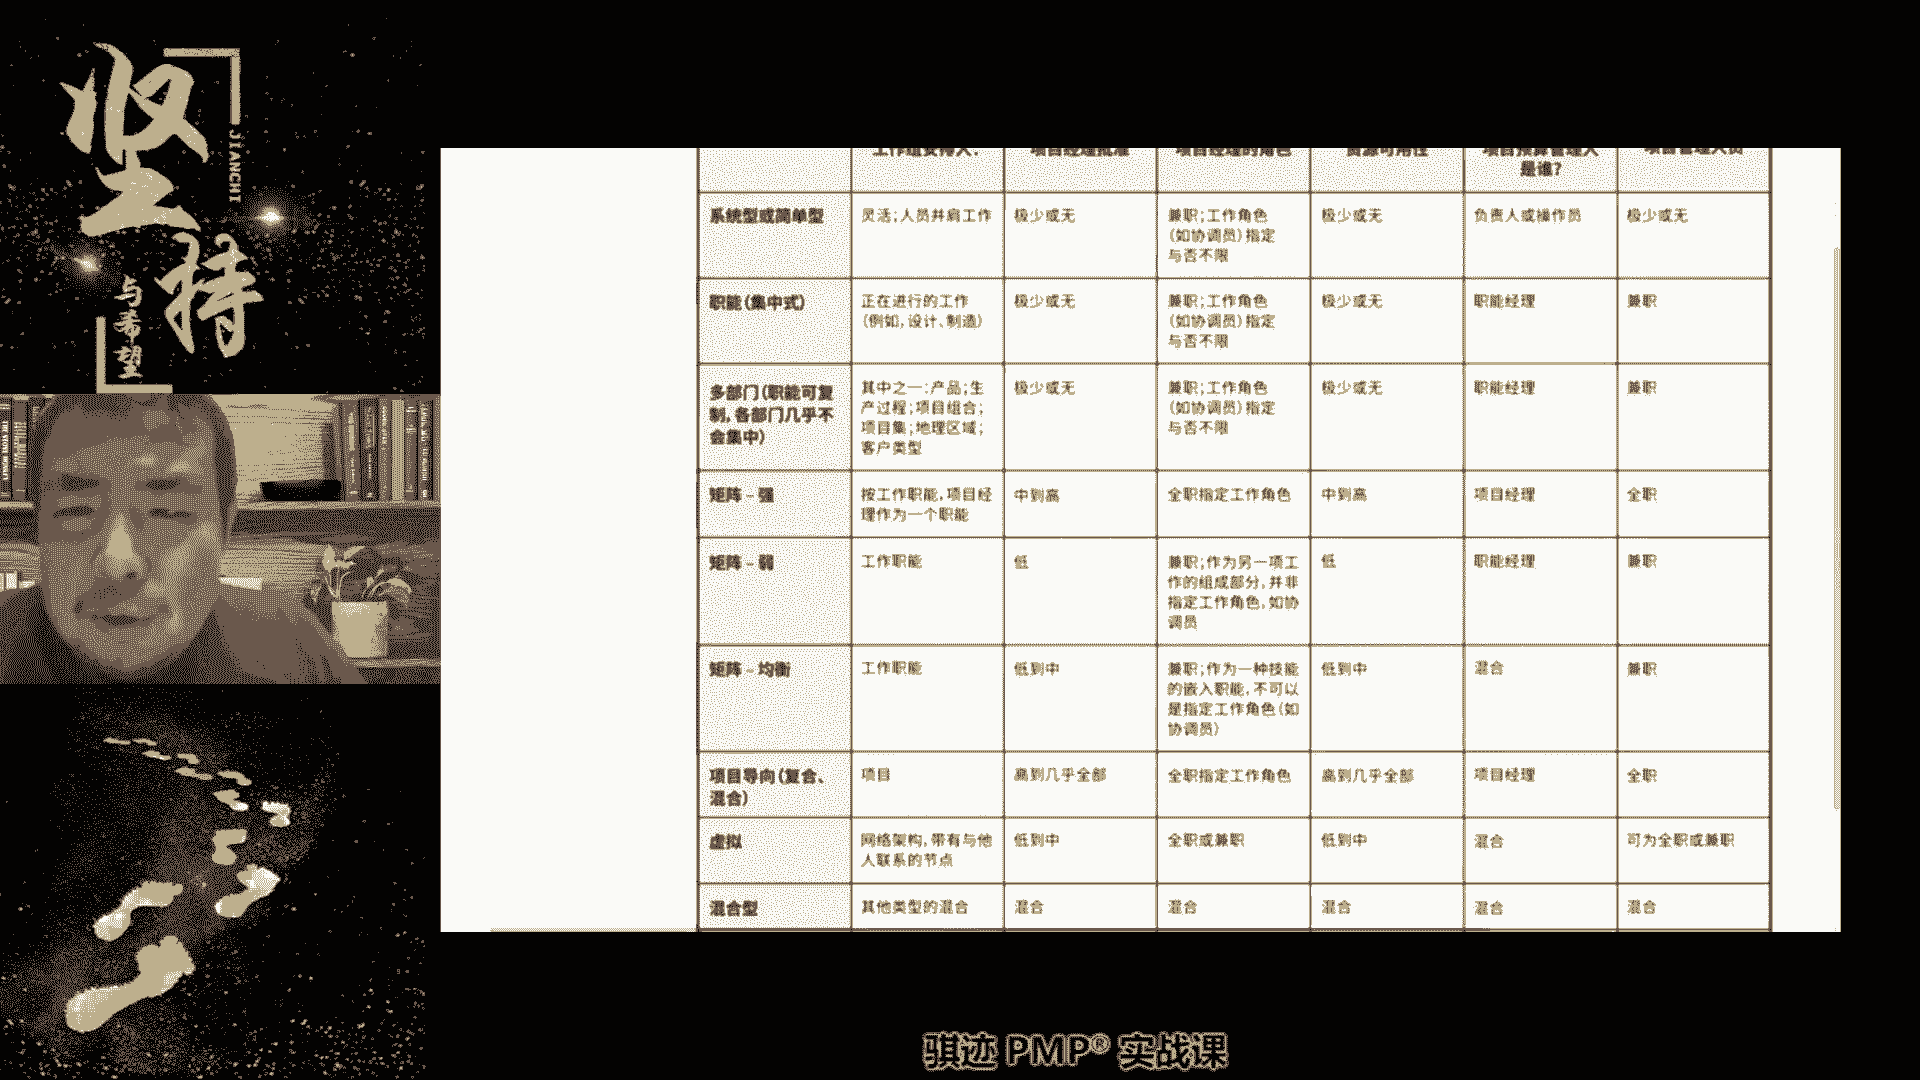 坚持
JIANCHI
与希望
工作组安排人: 项目经理批准 项目经理的角色 资源可用性 项目预算管理人 项目管理人员
是谁?
系统型或简单型 灵活;人员并肩工作 极少或无 兼职;工作角色 极少或无 负责人或操作员 极少或无
(如协调员)指定
与否不限
职能(集中式) 正在进行的工作 极少或无 兼职;工作角色 极少或无 职能经理 兼职
(例如,设计、制造) (如协调员)指定
与否不限
多部门(职能可复 其中之一:产品;生 极少或无 兼职;工作角色 极少或无 职能经理 兼职
制,各部门几乎不 产过程;项目组合; (如协调员)指定
会集中) 项目集;地理区域; 与否不限
客户类型
矩阵 – 强 按工作职能,项目经 中到高 全职指定工作角色 中到高 项目经理 全职
理作为一个职能
矩阵 – 弱 工作职能 低 兼职;作为另一项工 低 职能经理 兼职
作的组成部分,并非
指定工作角色,如协
调员
矩阵 – 均衡 工作职能 低到中 兼职;作为一种技能 低到中 混合 兼职
的嵌入职能,不可以
是指定工作角色(如
协调员)
项目导向(复合、 项目 高到几乎全部 全职指定工作角色 高到几乎全部 项目经理 全职
混合)
虚拟 网络架构,带有与他 低到中 全职或兼职 低到中 混合 可为全职或兼职
人联系的节点
混合型 其他类型的混合 混合 混合 混合 混合 混合
骐迹 PMP® 实战课